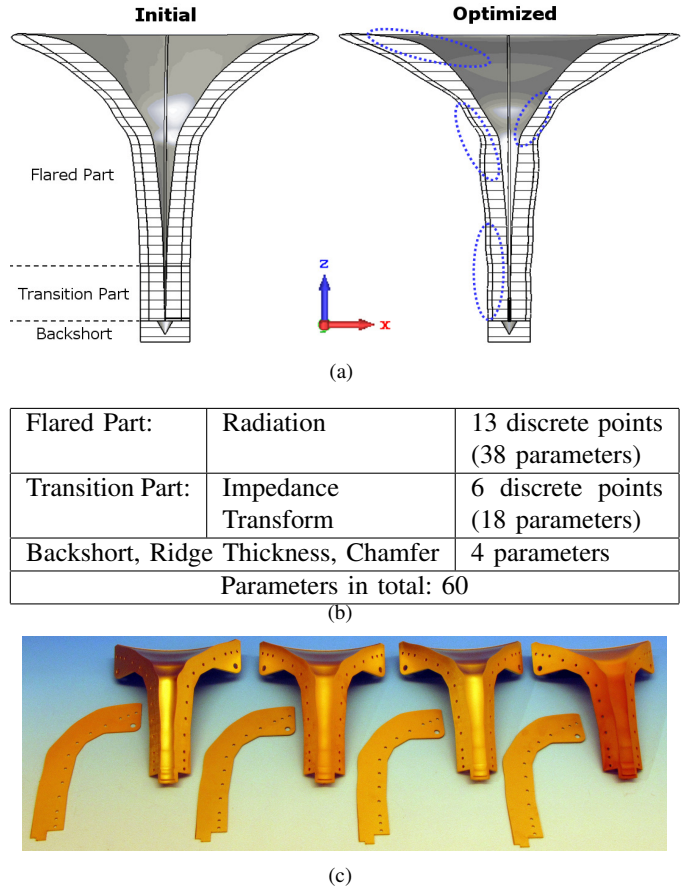 Initial
Optimized
Flared Part
Transition Part
Backshort
z
x
(a)
Flared Part:
Radiation
13 discrete points
(38 parameters)
Transition Part:
Impedance
Transform
6 discrete points
(18 parameters)
Backshort, Ridge Thickness, Chamfer
4 parameters
Parameters in total: 60
(b)
(c)